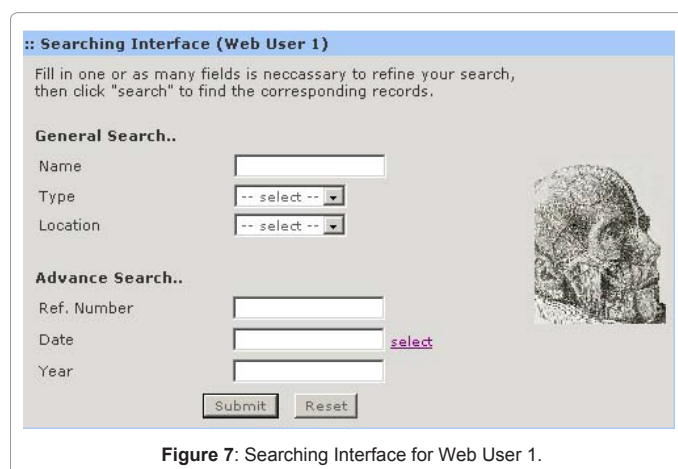 :: Searching Interface (Web User 1)
Fill in one or as many fields is neccassary to refine your search,
then click "search" to find the corresponding records.
General Search..
Name
Type
-- select --
Location
-- select --
Advance Search..
Ref. Number
Date
select
Year
Submit
Reset
Figure 7: Searching Interface for Web User 1.